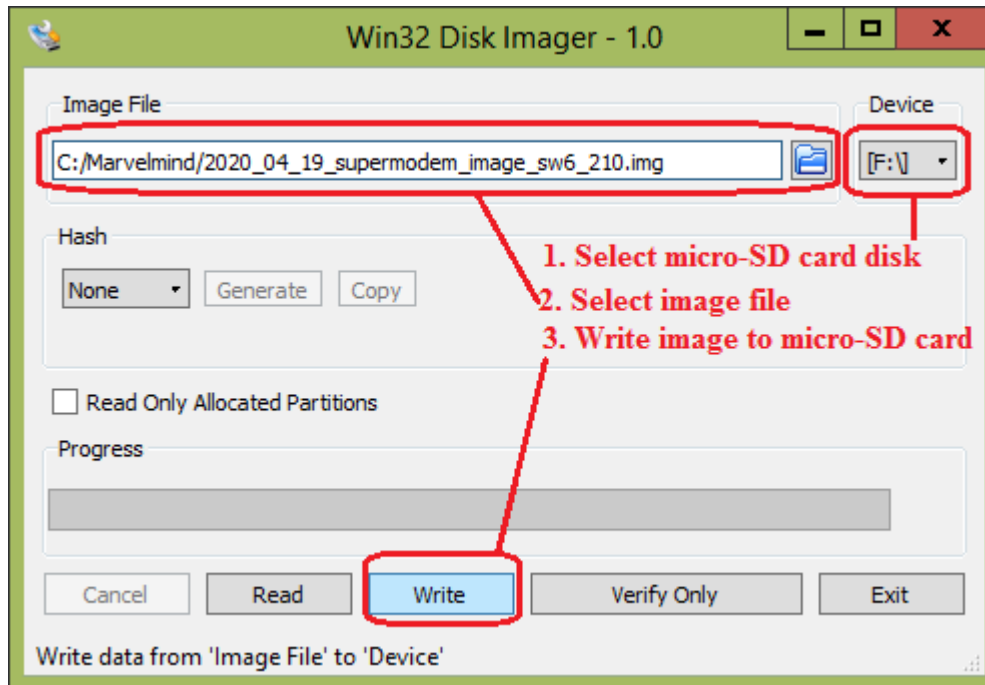 Win32 Disk Imager - 1.0
Image File
Device
C:/Marvelmind/2020_04_19_supermodem_image_sw6_210.img
[F:\]
Hash
1. Select micro-SD card disk
None
Generate
Copy
2. Select image file
3. Write image to micro-SD card
Read Only Allocated Partitions
Progress
Cancel
Read
Write
Verify Only
Exit
Write data from 'Image File' to 'Device'